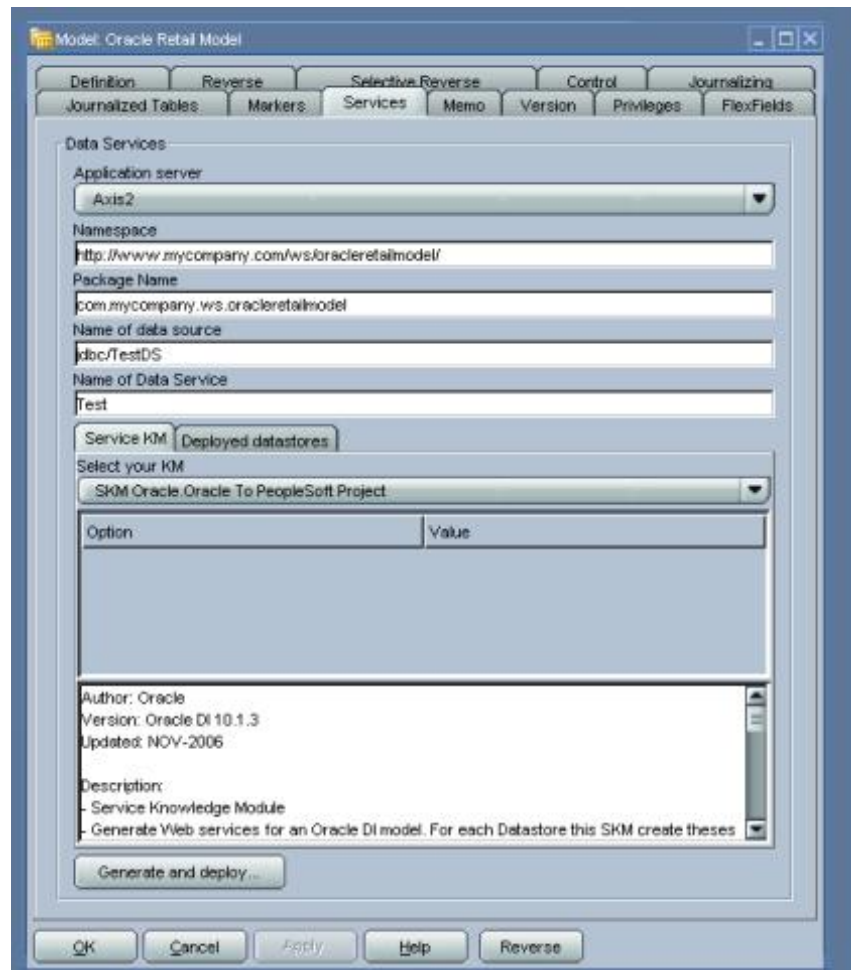 Model: Oracle Retail Model
Definition Reverse Selective Reverse Control Journalizing
Journalized Tables Markers Services Memo Version Privileges FlexFields
Data Services
Application server
Axis2
Namespace
http://www.mycompany.com/ws/oracleretailmodel/
Package Name
com.mycompany.ws.oracleretailmodel
Name of data source
jdbc/TestDS
Name of Data Service
Test
Service KM Deployed datastores
Select your KM
SKM Oracle.Oracle To PeopleSoft Project
Option Value
Author: Oracle
Version: Oracle DI 10.1.3
Updated: NOV-2006
Description:
- Service Knowledge Module
- Generate Web services for an Oracle DI model. For each Datastore this SKM create theses
Generate and deploy...
OK Cancel Apply Help Reverse